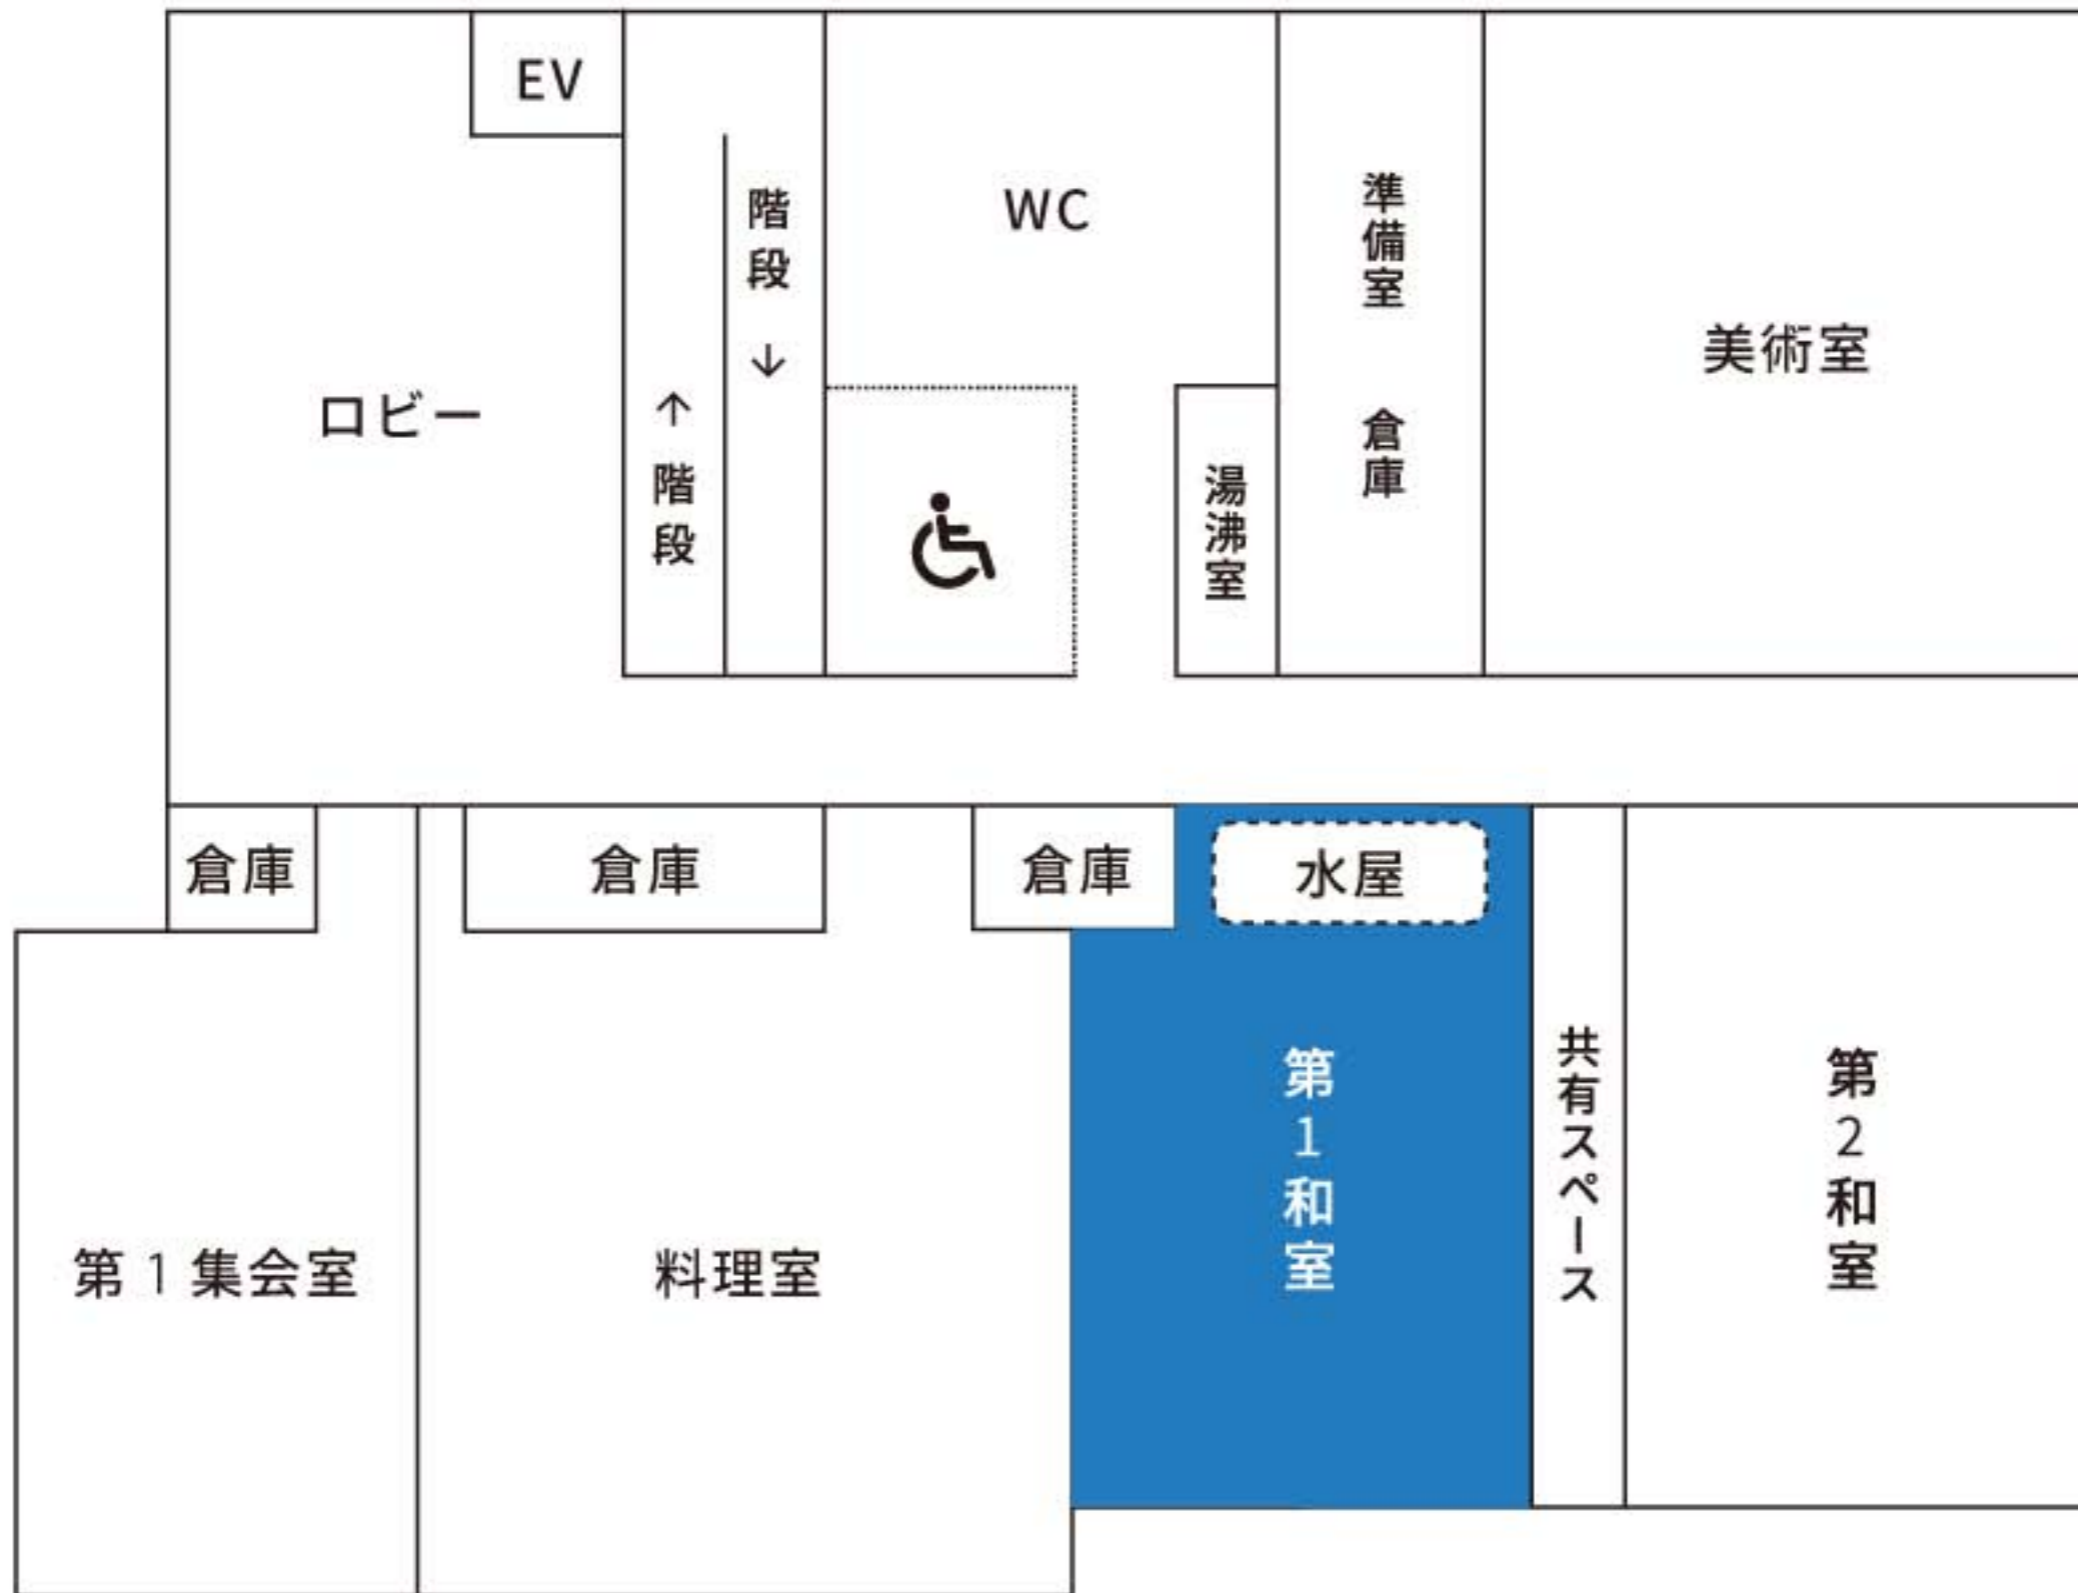 EV
階段 ↓
WC
準備室 倉庫
美術室
ロビー
↑ 階段
湯沸室
倉庫
倉庫
倉庫
水屋
第1集会室
料理室
第1和室
共有スペース
第2和室